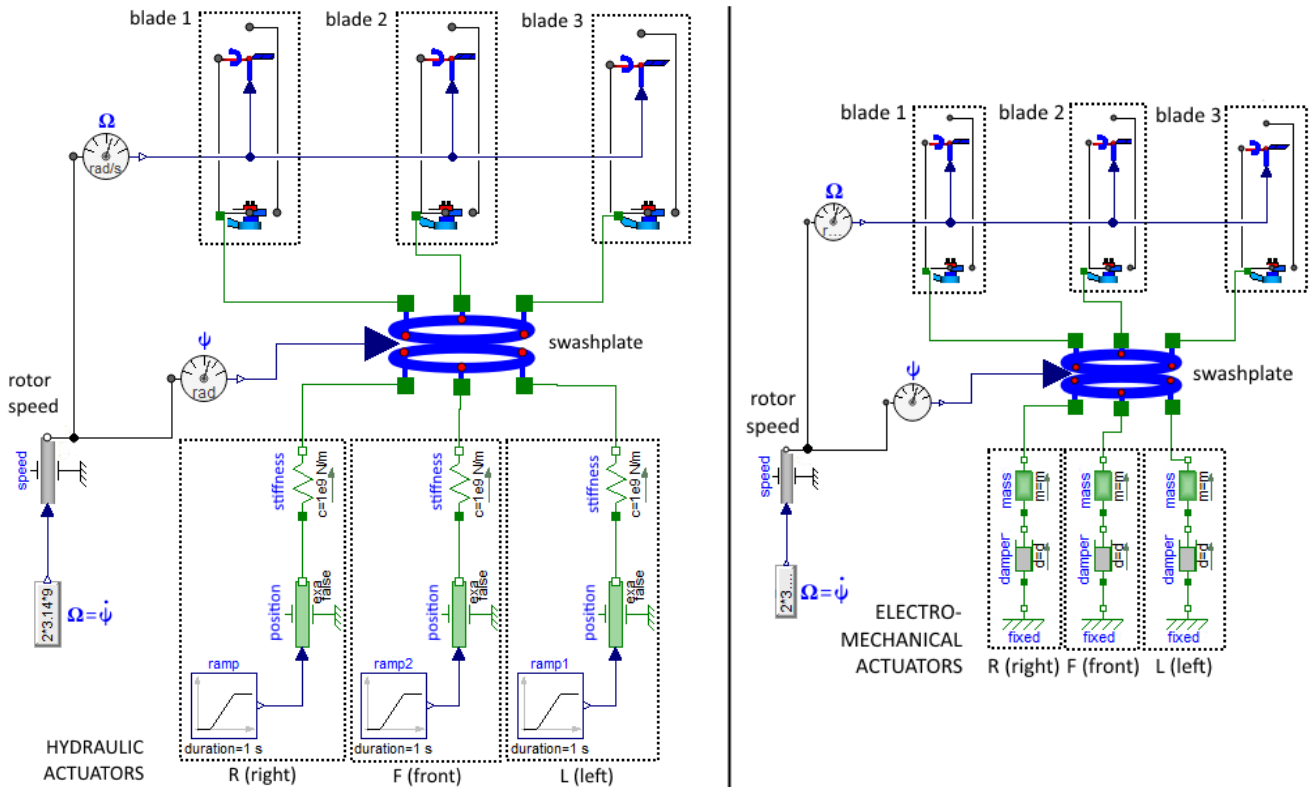 blade 1
blade 2
blade 3
Ω
rad/s
ψ
rad
swashplate
rotor
speed
speed
stiffness
c=1e9 N/m
stiffness
c=1e9 N/m
stiffness
c=1e9 N/m
2*3.14*9
Ω=ψ̇
position
exa
false
position
exa
false
position
exa
false
ramp
ramp2
ramp1
duration=1 s
duration=1 s
duration=1 s
HYDRAULIC
ACTUATORS
R (right)
F (front)
L (left)
blade 1
blade 2
blade 3
Ω
r...
ψ
swashplate
rotor
speed
speed
mass
m=m
mass
m=m
mass
m=m
damper
d=d
damper
d=d
damper
d=d
2*3...
Ω=ψ̇
fixed
fixed
fixed
ELECTRO-
MECHANICAL
ACTUATORS
R (right)
F (front)
L (left)